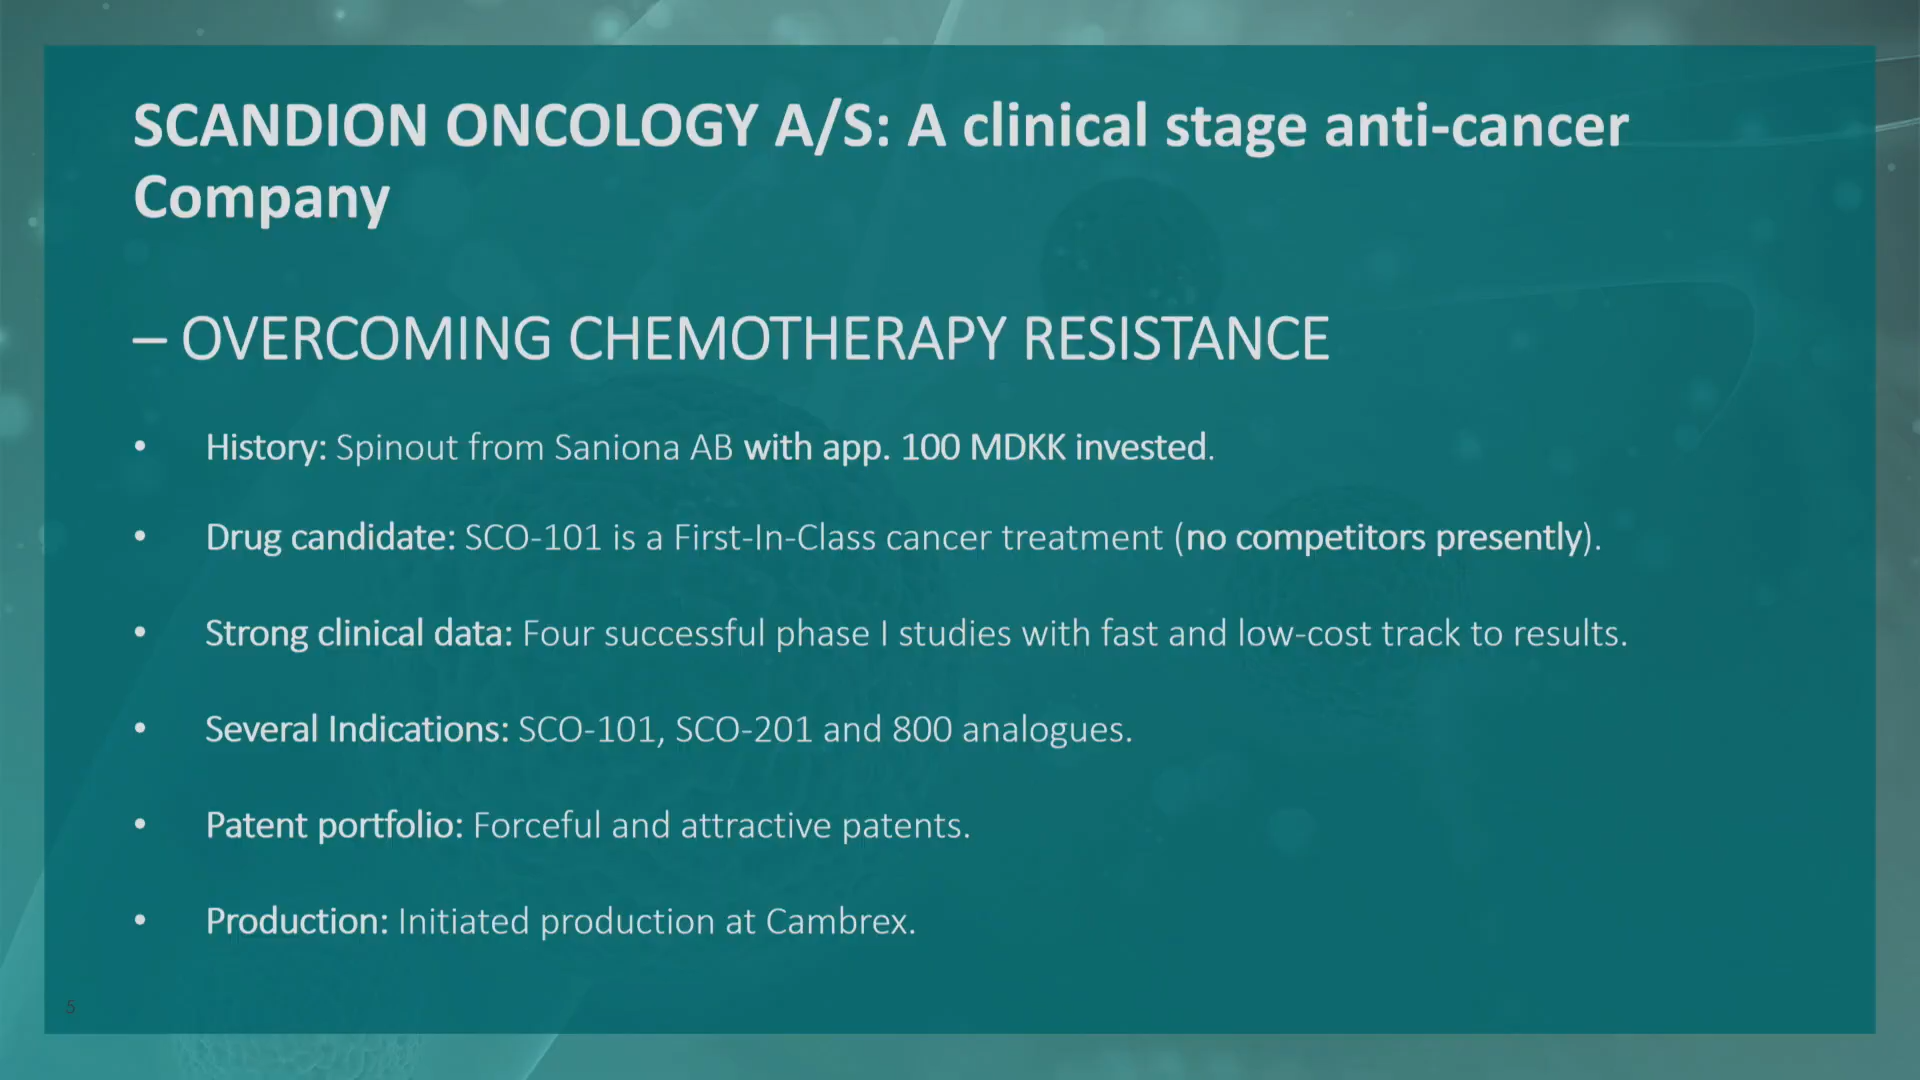 SCANDION ONCOLOGY A/S: A clinical stage anti-cancer
Company
– OVERCOMING CHEMOTHERAPY RESISTANCE
• History: Spinout from Saniona AB with app. 100 MDKK invested.
• Drug candidate: SCO-101 is a First-In-Class cancer treatment (no competitors presently).
• Strong clinical data: Four successful phase I studies with fast and low-cost track to results.
• Several Indications: SCO-101, SCO-201 and 800 analogues.
• Patent portfolio: Forceful and attractive patents.
• Production: Initiated production at Cambrex.
5